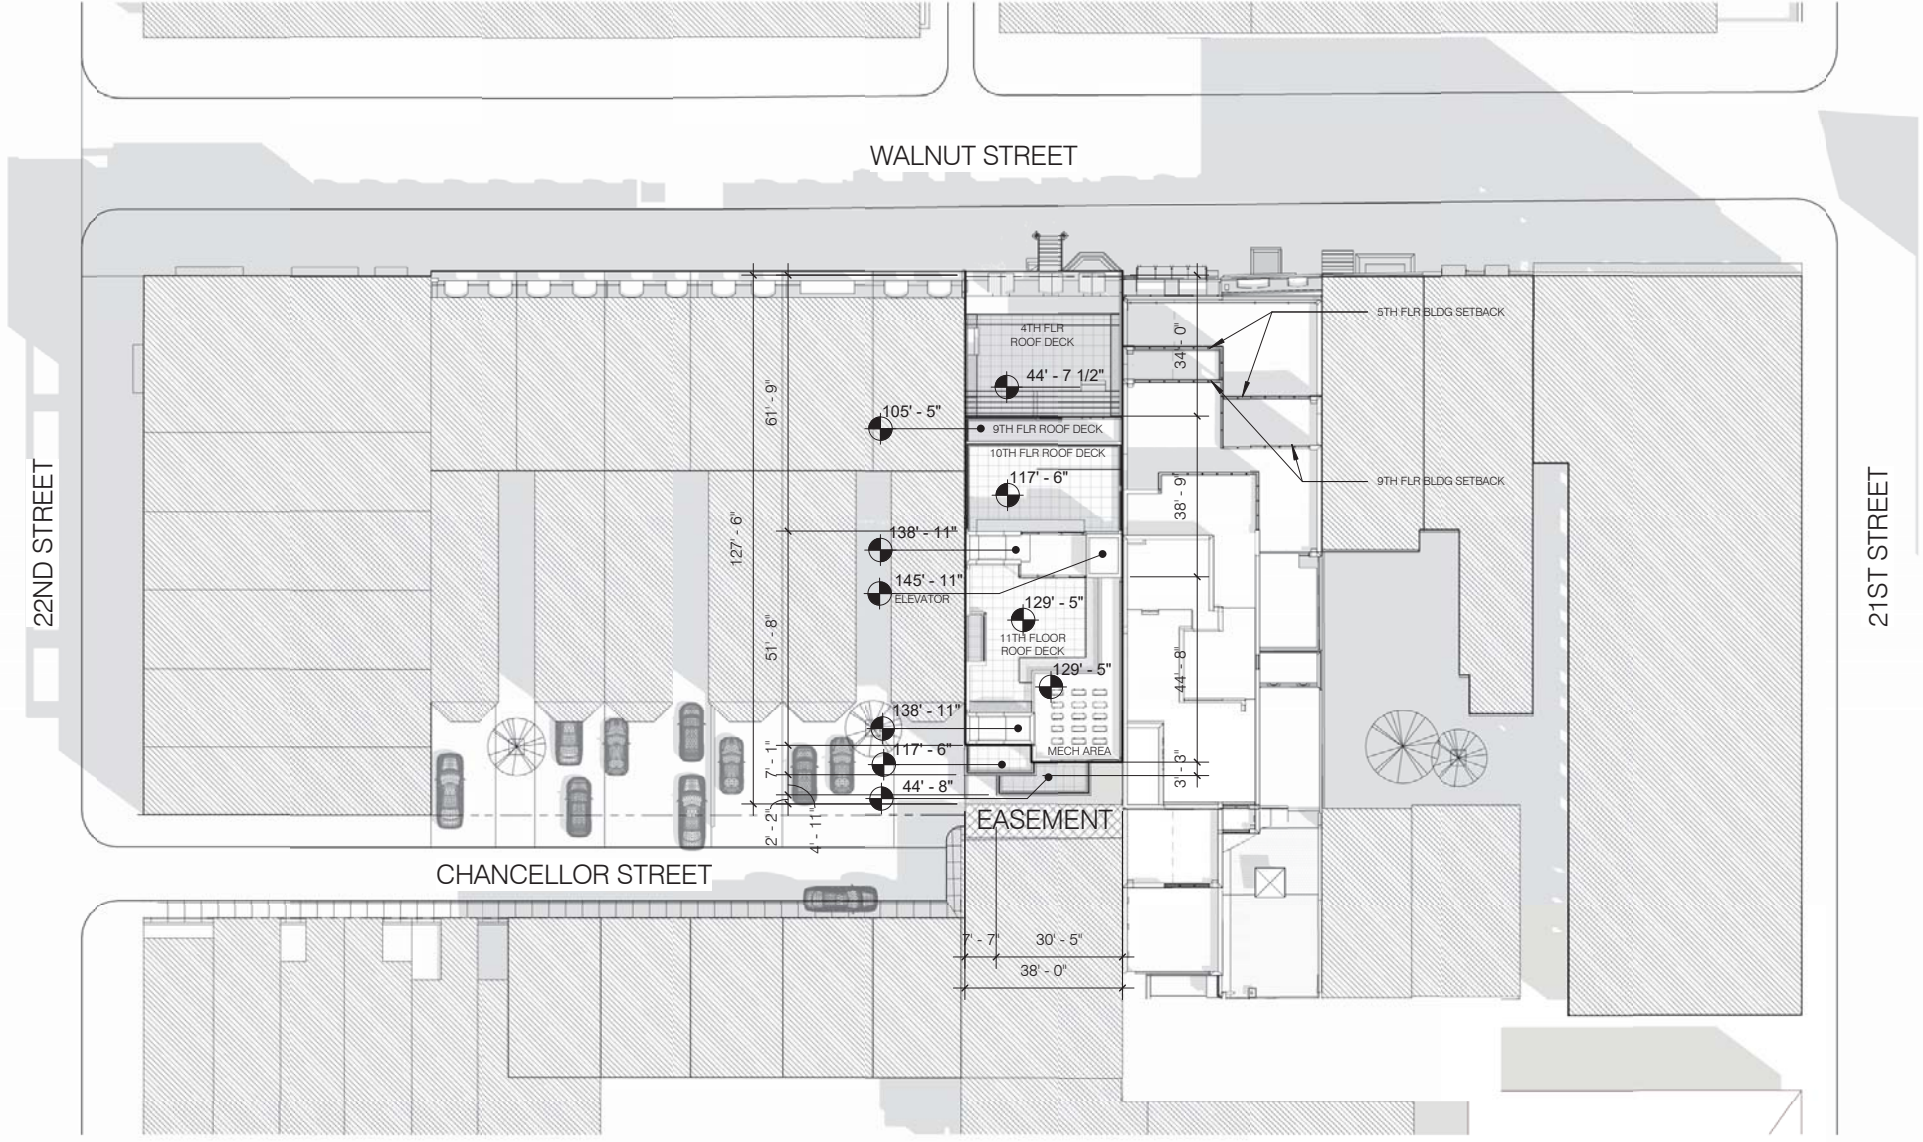 WALNUT STREET
5TH FLR BLDG SETBACK
4TH FLR
ROOF DECK
34' - 0"
44' - 7 1/2"
61' - 9"
105' - 5"
9TH FLR ROOF DECK
10TH FLR ROOF DECK
117' - 6"
38' - 9"
9TH FLR BLDG SETBACK
22ND STREET
21ST STREET
127' - 6"
138' - 11"
145' - 11"
ELEVATOR
129' - 5"
11TH FLOOR
ROOF DECK
51' - 8"
44' - 8"
129' - 5"
138' - 11"
MECH AREA
117' - 6"
7' - 1"
3' - 3"
44' - 8"
2' - 2"
4' - 11"
EASEMENT
CHANCELLOR STREET
7' - 7"
30' - 5"
38' - 0"